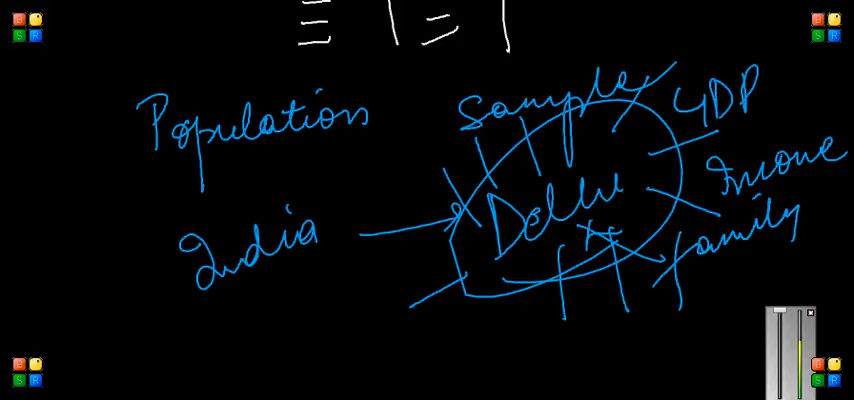 Population
Sample
GDP
India
Delhi
Income
family
B
S R
B
S R
B
S R
B
S R